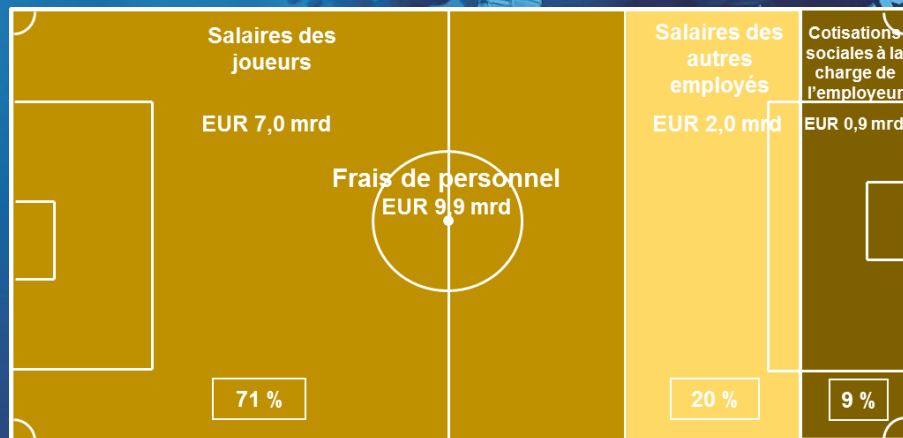 Salaires des
joueurs
EUR 7,0 mrd
Salaires des
autres
employés
EUR 2,0 mrd
Cotisations
sociales à la
charge de
l'employeur
EUR 0,9 mrd
Frais de personnel
EUR 9,9 mrd
71 %
20 %
9 %